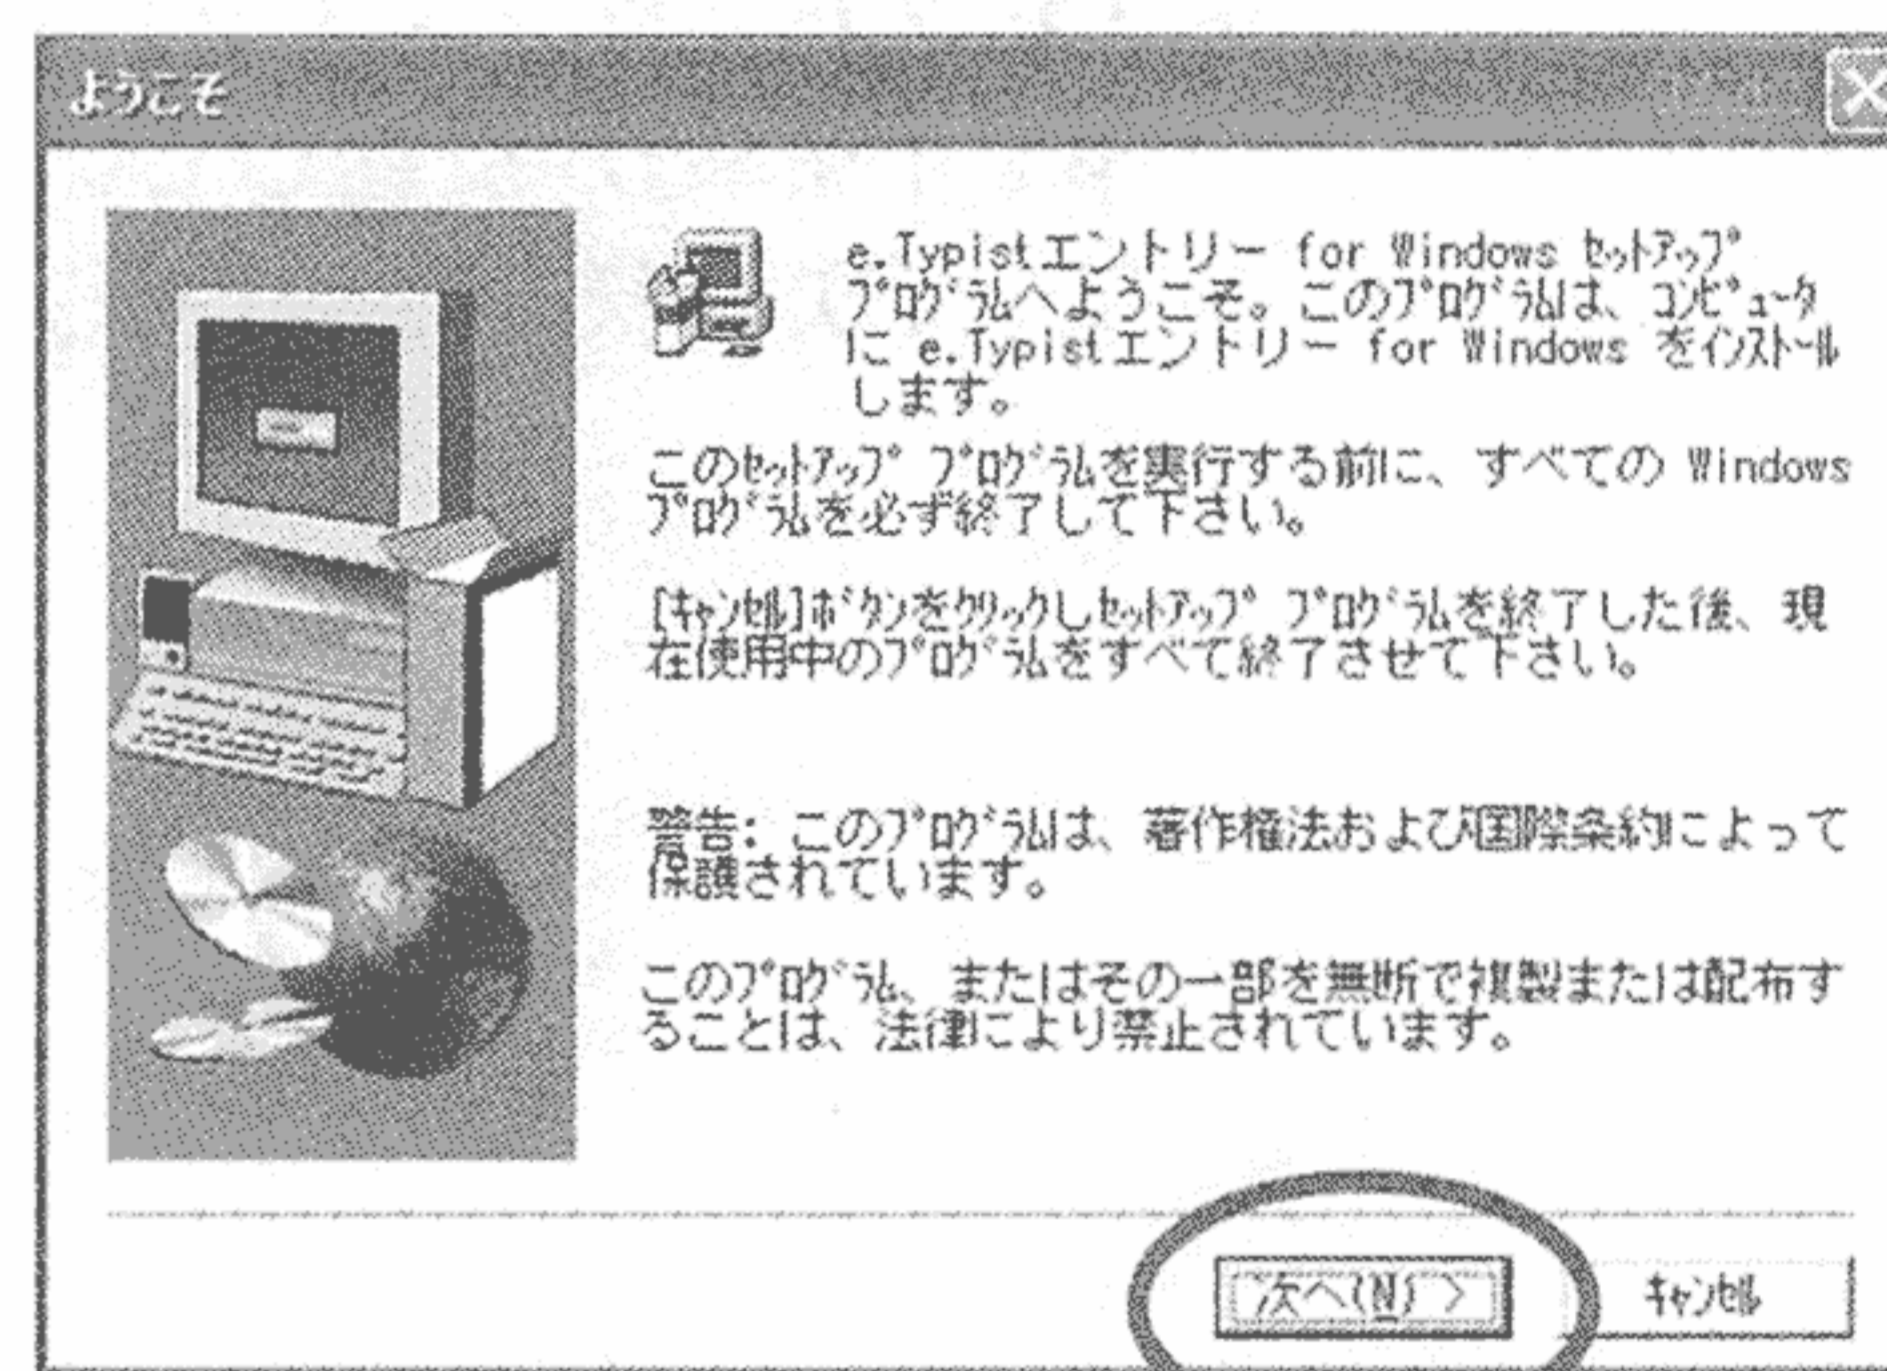 ようこそ
e.Typistエントリー for Windows ｾｯﾄｱｯﾌﾟ
ﾌﾟﾛｸﾞﾗﾑへようこそ。このﾌﾟﾛｸﾞﾗﾑは、ｺﾝﾋﾟｭｰﾀ
に e.Typistエントリー for Windows をｲﾝｽﾄｰﾙ
します。
このｾｯﾄｱｯﾌﾟ ﾌﾟﾛｸﾞﾗﾑを実行する前に、すべての Windows
ﾌﾟﾛｸﾞﾗﾑを必ず終了して下さい。
[ｷｬﾝｾﾙ]ﾎﾞﾀﾝをｸﾘｯｸしｾｯﾄｱｯﾌﾟ ﾌﾟﾛｸﾞﾗﾑを終了した後、現
在使用中のﾌﾟﾛｸﾞﾗﾑをすべて終了させて下さい。
警告: このﾌﾟﾛｸﾞﾗﾑは、著作権法および国際条約によって
保護されています。
このﾌﾟﾛｸﾞﾗﾑ、またはその一部を無断で複製または配布す
ることは、法律により禁止されています。
次へ(N) >
ｷｬﾝｾﾙ